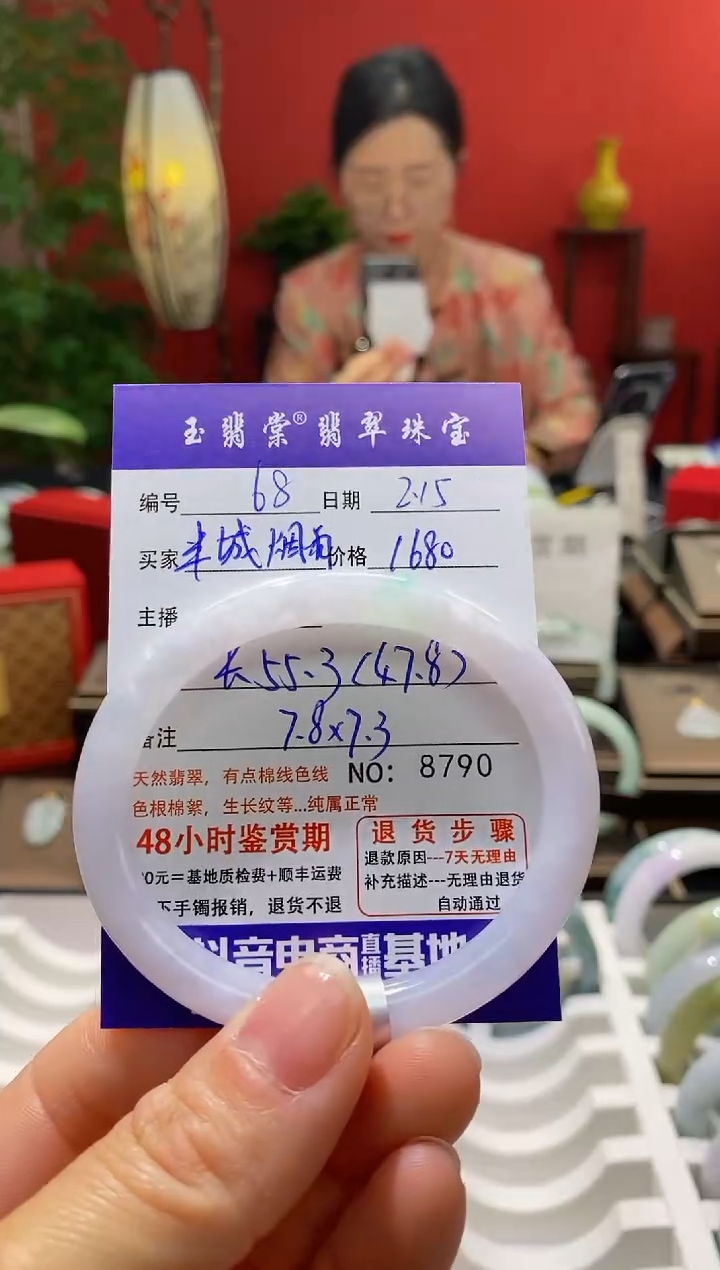 玉翡棠®翡翠珠宝
编号 68 日期 2.15
买家 半城烟雨 价格 1680
主播
长55.3(47.8)
备注 7.8×7.3
天然翡翠，有点棉线色线 NO： 8790
色根棉絮，生长纹等...纯属正常
48小时鉴赏期
0元=基地质检费+顺丰运费
下手镯报销，退货不退
退货步骤
退款原因---7天无理由
补充描述---无理由退货
自动通过
抖音电商直播基地